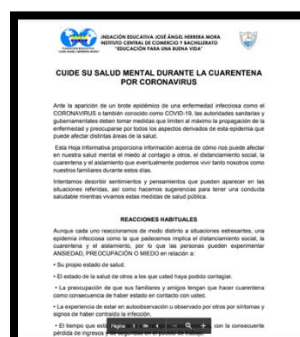 FUNDACIÓN EDUCATIVA JOSÉ ÁNGEL HERRERA MORA
INSTITUTO CENTRAL DE COMERCIO Y BACHILLERATO
"EDUCACIÓN PARA UNA BUENA VIDA"
CUIDE SU SALUD MENTAL DURANTE LA CUARENTENA
POR CORONAVIRUS
Ante la aparición de un brote epidémico de una enfermedad infecciosa como el
CORONAVIRUS o también conocido como COVID-19, las autoridades sanitarias y
gubernamentales deben tomar medidas que limiten al máximo la propagación de la
enfermedad y preocuparse por todos los aspectos derivados de esta epidemia que
puede afectar distintas áreas de la salud.
Esta Hoja informativa proporciona información acerca de cómo nos puede afectar
en nuestra salud mental el miedo al contagio a otros, el distanciamiento social, la
cuarentena y el aislamiento que eventualmente podemos vivir tanto nosotros como
nuestros familiares durante estos días.
Intentamos describir sentimientos y pensamientos que pueden aparecer en las
situaciones referidas, así como hacemos sugerencias para tener una conducta
saludable mientras vivamos estas medidas de salud pública.
REACCIONES HABITUALES
Aunque cada uno reaccionamos de modo distinto a situaciones estresantes, una
epidemia infecciosa como la que padecemos implica el distanciamiento social, la
cuarentena y el aislamiento, por lo que las personas pueden experimentar
ANSIEDAD, PREOCUPACIÓN O MIEDO en relación a:
• Su propio estado de salud.
• El estado de la salud de otros a los que usted haya podido contagiar.
• La preocupación de que sus familiares y amigos tengan que hacer cuarentena
como consecuencia de haber estado en contacto con usted.
• La experiencia de estar en autoobservación u observado por otros por síntomas y
signos de haber contraído la infección.
• El tiempo que está con la consecuente
pérdida de ingresos y
Página